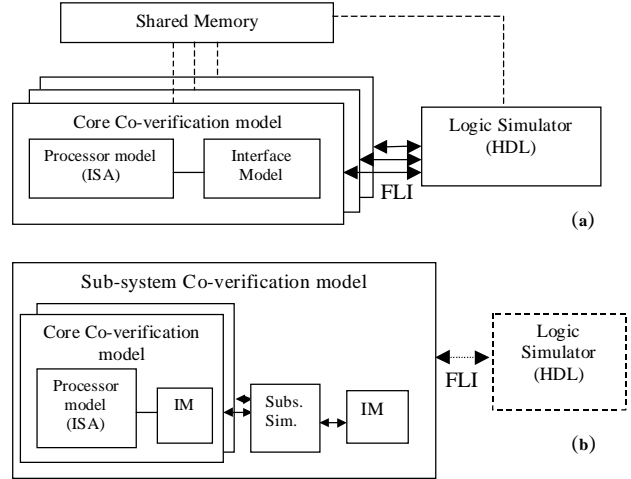 Shared Memory
Core Co-verification model
Processor model
(ISA)
Interface
Model
Logic Simulator
(HDL)
FLI
(a)
Sub-system Co-verification model
Core Co-verification
model
Processor
model
(ISA)
IM
Subs.
Sim.
IM
FLI
Logic
Simulator
(HDL)
(b)